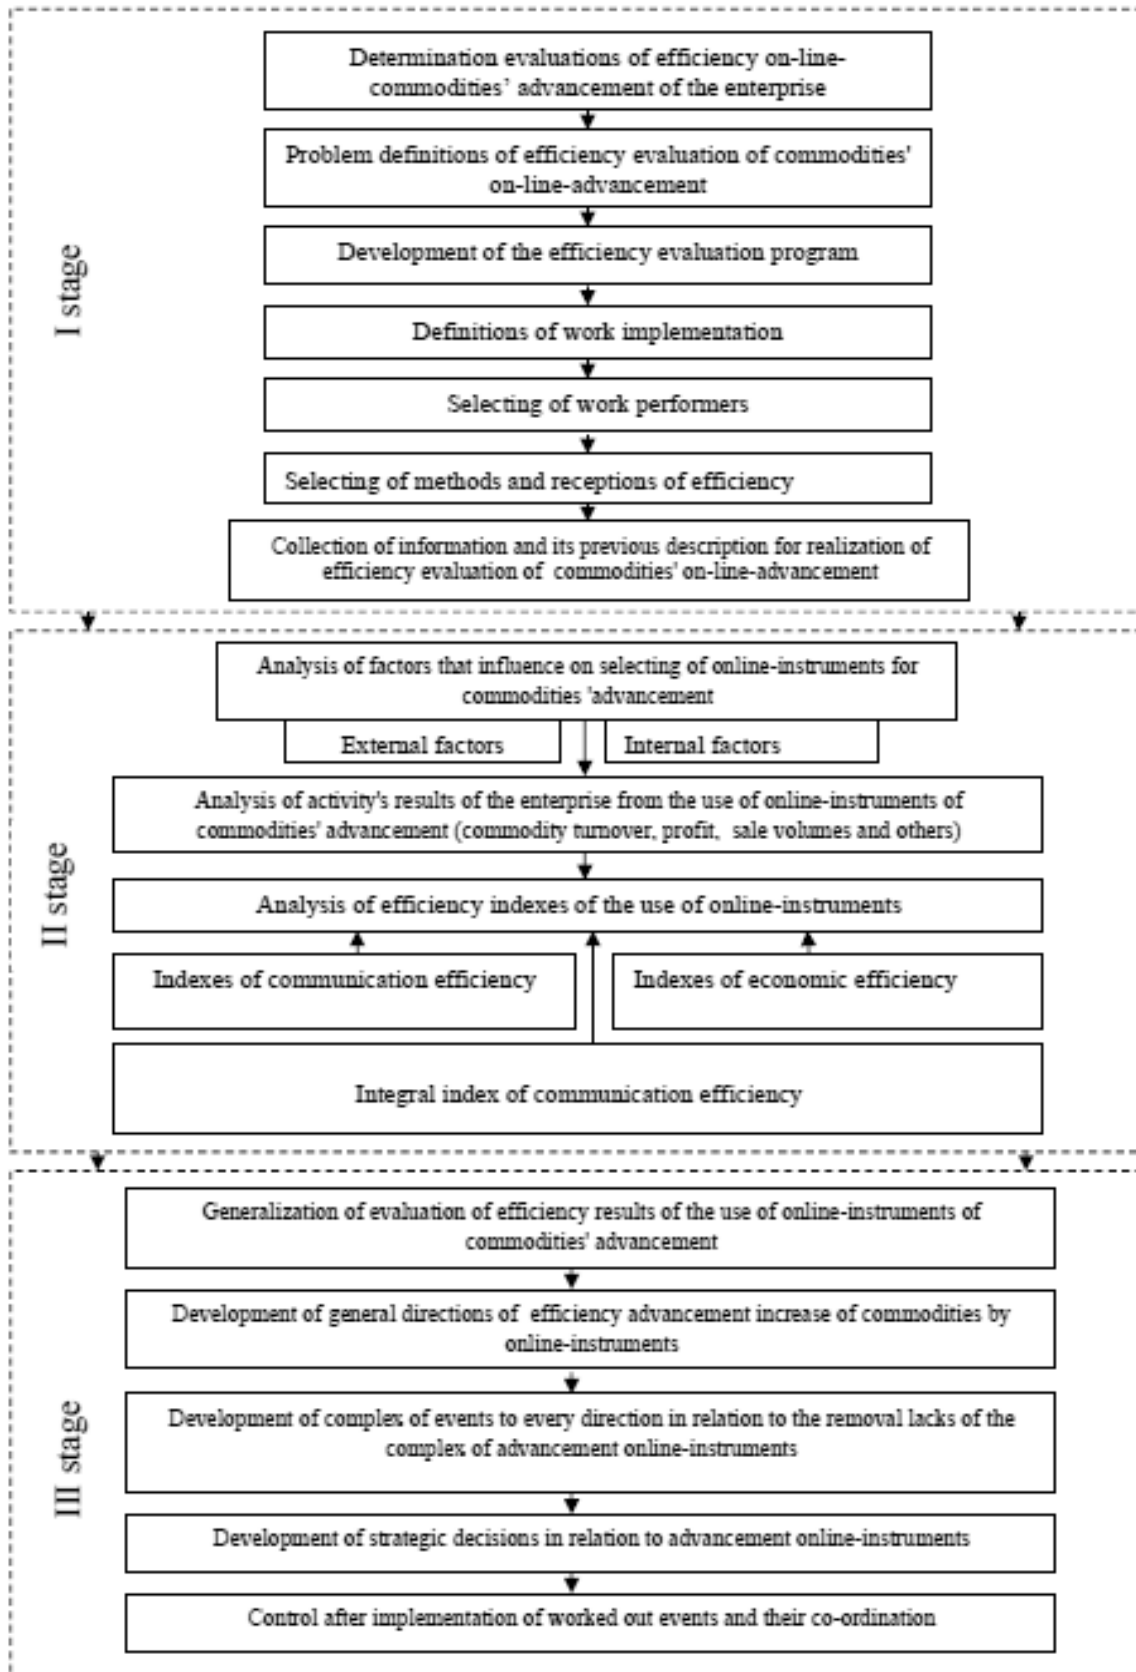 I stage
Determination evaluations of efficiency on-line-
commodities’ advancement of the enterprise
Problem definitions of efficiency evaluation of commodities'
on-line-advancement
Development of the efficiency evaluation program
Definitions of work implementation
Selecting of work performers
Selecting of methods and receptions of efficiency
Collection of information and its previous description for realization of
efficiency evaluation of commodities' on-line-advancement
II stage
Analysis of factors that influence on selecting of online-instruments for
commodities 'advancement
External factors
Internal factors
Analysis of activity's results of the enterprise from the use of online-instruments of
commodities' advancement (commodity turnover, profit, sale volumes and others)
Analysis of efficiency indexes of the use of online-instruments
Indexes of communication efficiency
Indexes of economic efficiency
Integral index of communication efficiency
III stage
Generalization of evaluation of efficiency results of the use of online-instruments of
commodities' advancement
Development of general directions of efficiency advancement increase of commodities by
online-instruments
Development of complex of events to every direction in relation to the removal lacks of the
complex of advancement online-instruments
Development of strategic decisions in relation to advancement online-instruments
Control after implementation of worked out events and their co-ordination